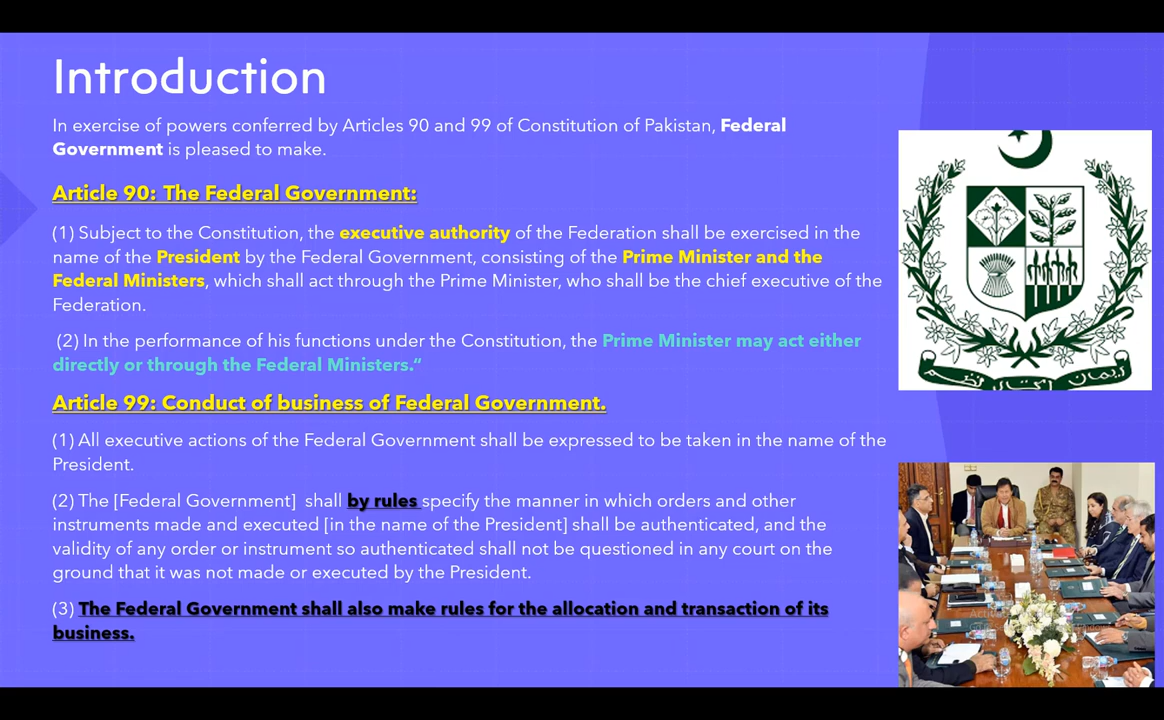 Introduction
In exercise of powers conferred by Articles 90 and 99 of Constitution of Pakistan, Federal
Government is pleased to make.
Article 90: The Federal Government:
(1) Subject to the Constitution, the executive authority of the Federation shall be exercised in the
name of the President by the Federal Government, consisting of the Prime Minister and the
Federal Ministers, which shall act through the Prime Minister, who shall be the chief executive of the
Federation.
(2) In the performance of his functions under the Constitution, the Prime Minister may act either
directly or through the Federal Ministers.”
Article 99: Conduct of business of Federal Government.
(1) All executive actions of the Federal Government shall be expressed to be taken in the name of the
President.
(2) The [Federal Government] shall by rules specify the manner in which orders and other
instruments made and executed [in the name of the President] shall be authenticated, and the
validity of any order or instrument so authenticated shall not be questioned in any court on the
ground that it was not made or executed by the President.
(3) The Federal Government shall also make rules for the allocation and transaction of its
business.